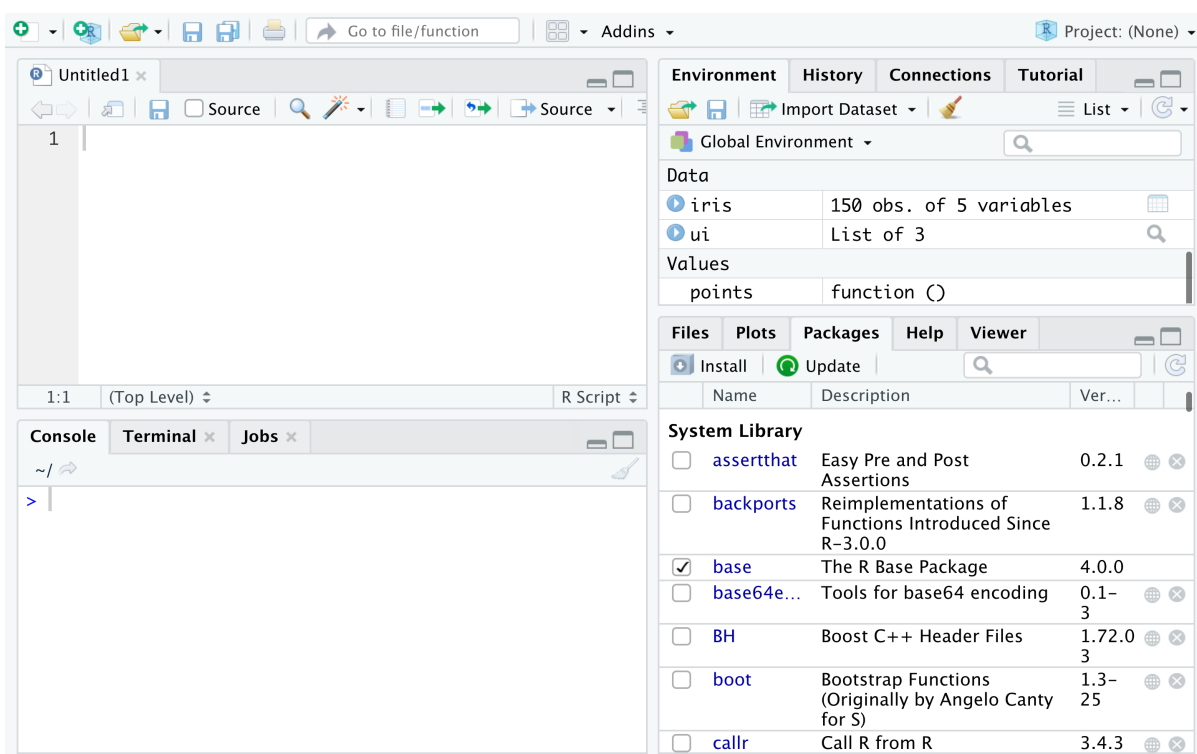 Go to file/function Addins Project: (None)
Untitled1
Source Source
1
1:1 (Top Level) R Script
Console Terminal Jobs
~/
>
Environment History Connections Tutorial
Import Dataset List
Global Environment
Data
iris 150 obs. of 5 variables
ui List of 3
Values
points function ()
Files Plots Packages Help Viewer
Install Update
Name Description Ver...
System Library
assertthat Easy Pre and Post 0.2.1
Assertions
backports Reimplementations of 1.1.8
Functions Introduced Since
R-3.0.0
base The R Base Package 4.0.0
base64e... Tools for base64 encoding 0.1-
3
BH Boost C++ Header Files 1.72.0
3
boot Bootstrap Functions 1.3-
(Originally by Angelo Canty 25
for S)
callr Call R from R 3.4.3